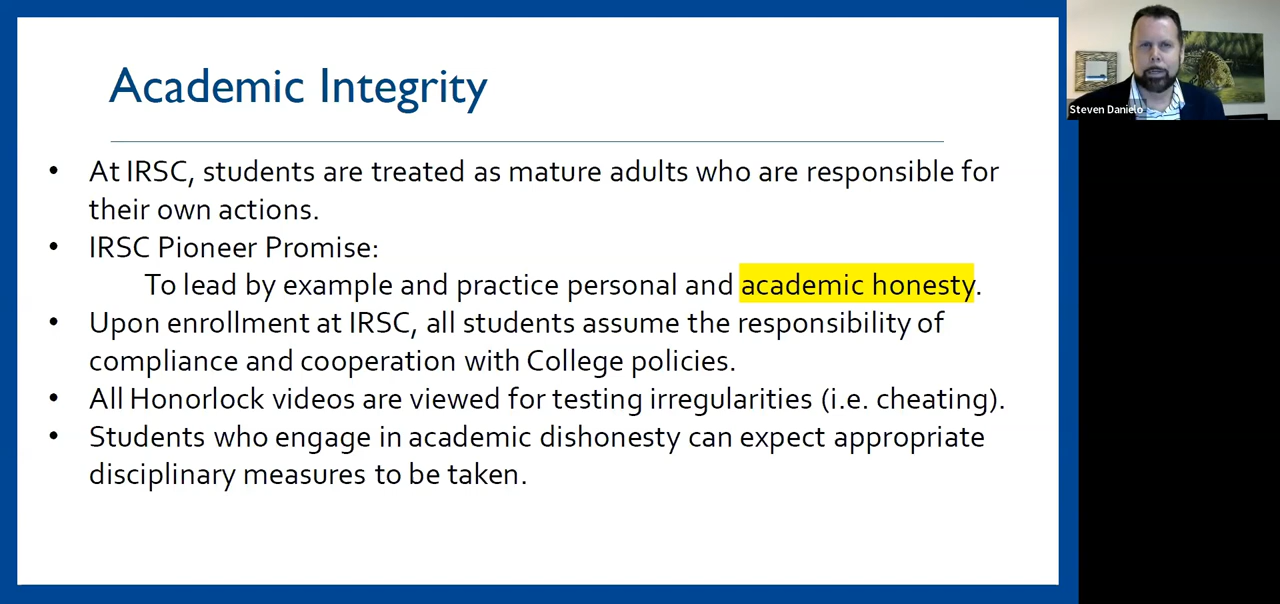 Academic Integrity
• At IRSC, students are treated as mature adults who are responsible for
their own actions.
• IRSC Pioneer Promise:
To lead by example and practice personal and academic honesty.
• Upon enrollment at IRSC, all students assume the responsibility of
compliance and cooperation with College policies.
• All Honorlock videos are viewed for testing irregularities (i.e. cheating).
• Students who engage in academic dishonesty can expect appropriate
disciplinary measures to be taken.
Steven Danielo